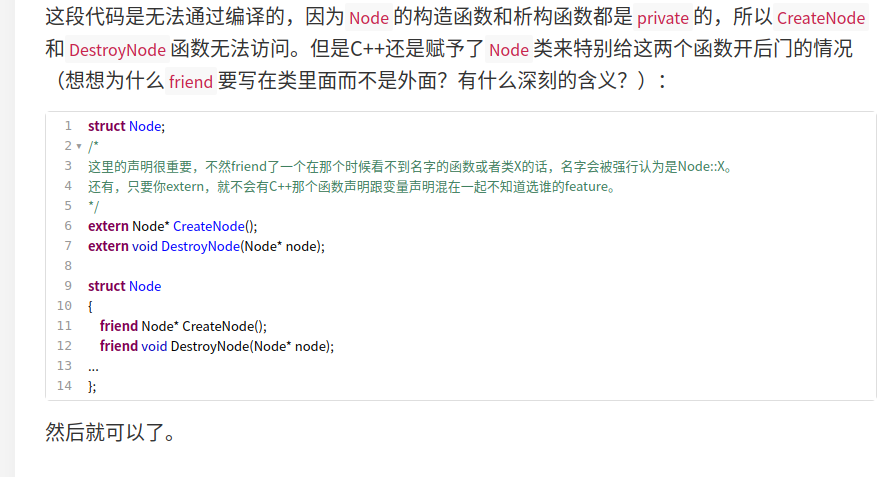 这段代码是无法通过编译的，因为 Node 的构造函数和析构函数都是 private 的，所以 CreateNode
和 DestroyNode 函数无法访问。但是C++还是赋予了 Node 类来特别给这两个函数开后门的情况
（想想为什么 friend 要写在类里面而不是外面？有什么深刻的含义？）：
1 struct Node;
2 /*
3 这里的声明很重要，不然friend了一个在那个时候看不到名字的函数或者类X的话，名字会被强行认为是Node::X。
4 还有，只要你extern，就不会有C++那个函数声明跟变量声明混在一起不知道选谁的feature。
5 */
6 extern Node* CreateNode();
7 extern void DestroyNode(Node* node);
8
9 struct Node
10 {
11 friend Node* CreateNode();
12 friend void DestroyNode(Node* node);
13 ...
14 };
然后就可以了。